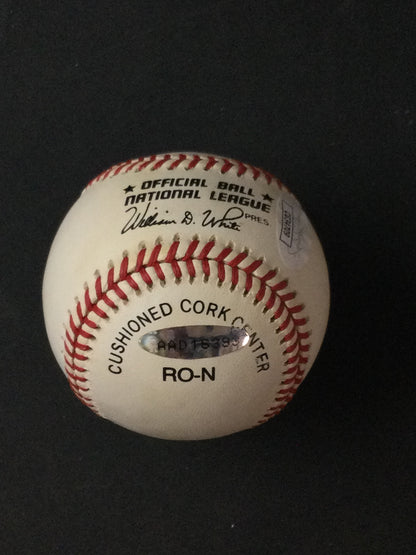 ★ OFFICIAL BALL ★
NATIONAL LEAGUE
William D. White PRES.
CUSHIONED CORK CENTER
RO-N